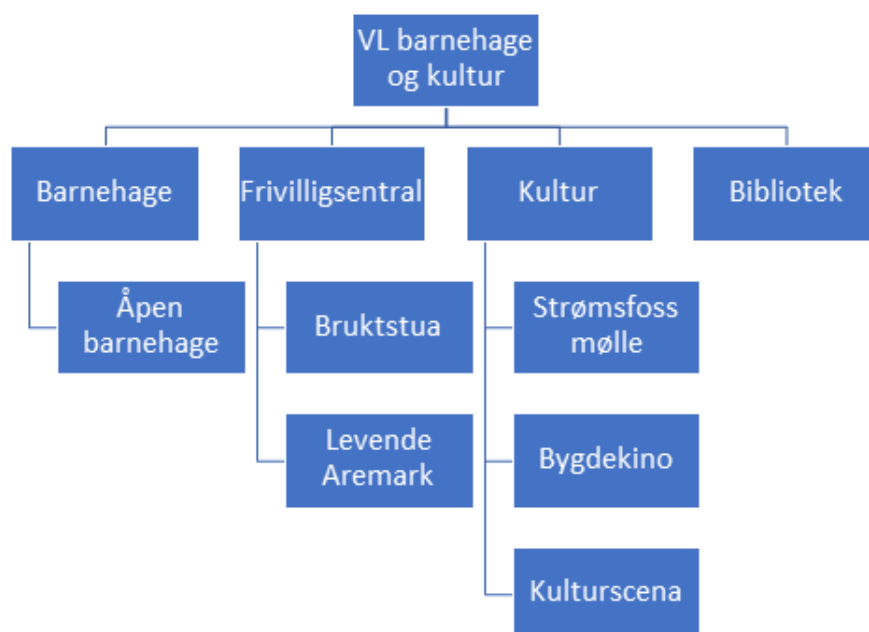 VL barnehage
og kultur
Barnehage
Frivilligsentral
Kultur
Bibliotek
Åpen
barnehage
Bruktstua
Strømsfoss
mølle
Levende
Aremark
Bygdekino
Kulturscena